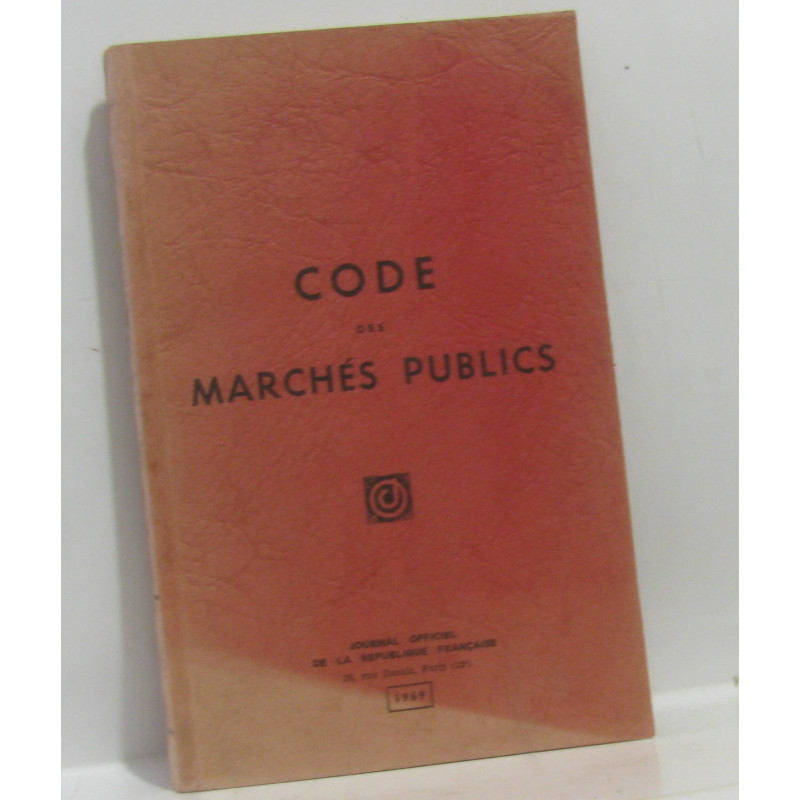 CODE
DES
MARCHÉS PUBLICS
JOURNAL OFFICIEL
DE LA RÉPUBLIQUE FRANÇAISE
26, rue Desaix, Paris (15e)
1969